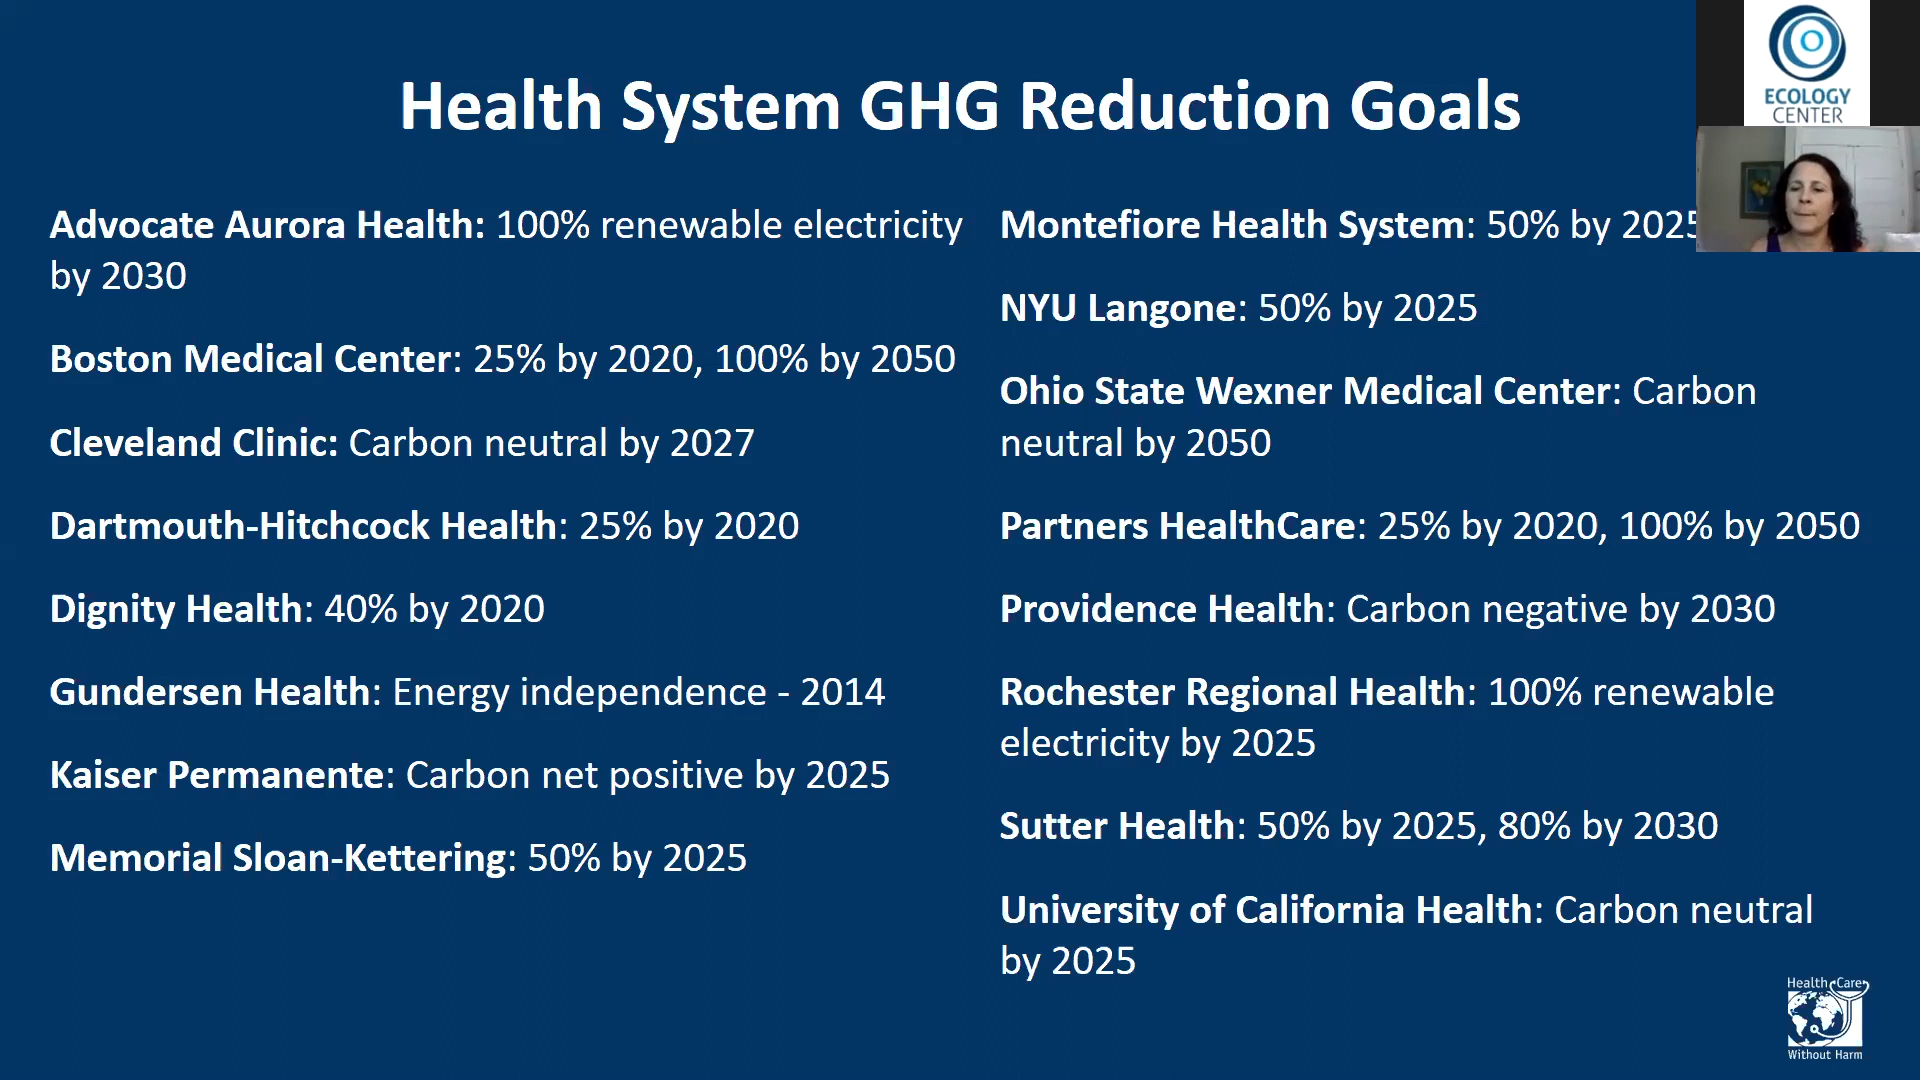 Health System GHG Reduction Goals
Advocate Aurora Health: 100% renewable electricity
by 2030
Boston Medical Center: 25% by 2020, 100% by 2050
Cleveland Clinic: Carbon neutral by 2027
Dartmouth-Hitchcock Health: 25% by 2020
Dignity Health: 40% by 2020
Gundersen Health: Energy independence - 2014
Kaiser Permanente: Carbon net positive by 2025
Memorial Sloan-Kettering: 50% by 2025
Montefiore Health System: 50% by 2025
NYU Langone: 50% by 2025
Ohio State Wexner Medical Center: Carbon
neutral by 2050
Partners HealthCare: 25% by 2020, 100% by 2050
Providence Health: Carbon negative by 2030
Rochester Regional Health: 100% renewable
electricity by 2025
Sutter Health: 50% by 2025, 80% by 2030
University of California Health: Carbon neutral
by 2025
ECOLOGY
CENTER
Health Care
Without Harm